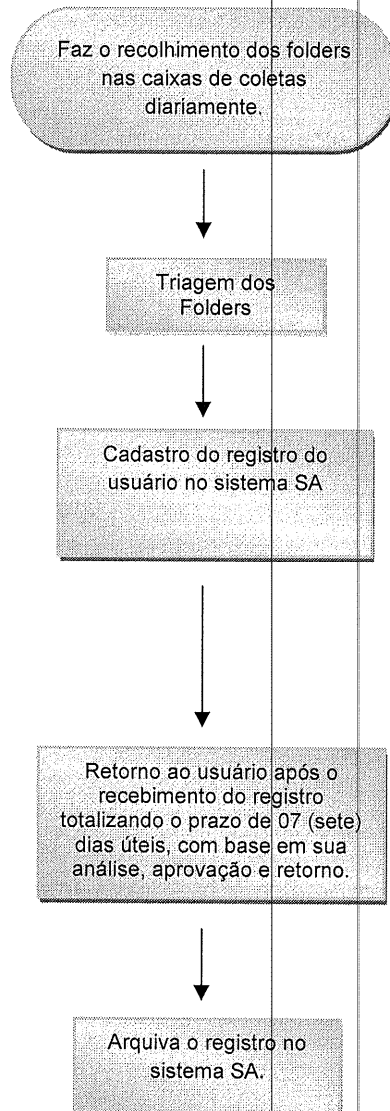 Faz o recolhimento dos folders
nas caixas de coletas
diariamente.
Triagem dos
Folders
Cadastro do registro do
usuário no sistema SA
Retorno ao usuário após o
recebimento do registro
totalizando o prazo de 07 (sete)
dias úteis, com base em sua
análise, aprovação e retorno.
Arquiva o registro no
sistema SA.